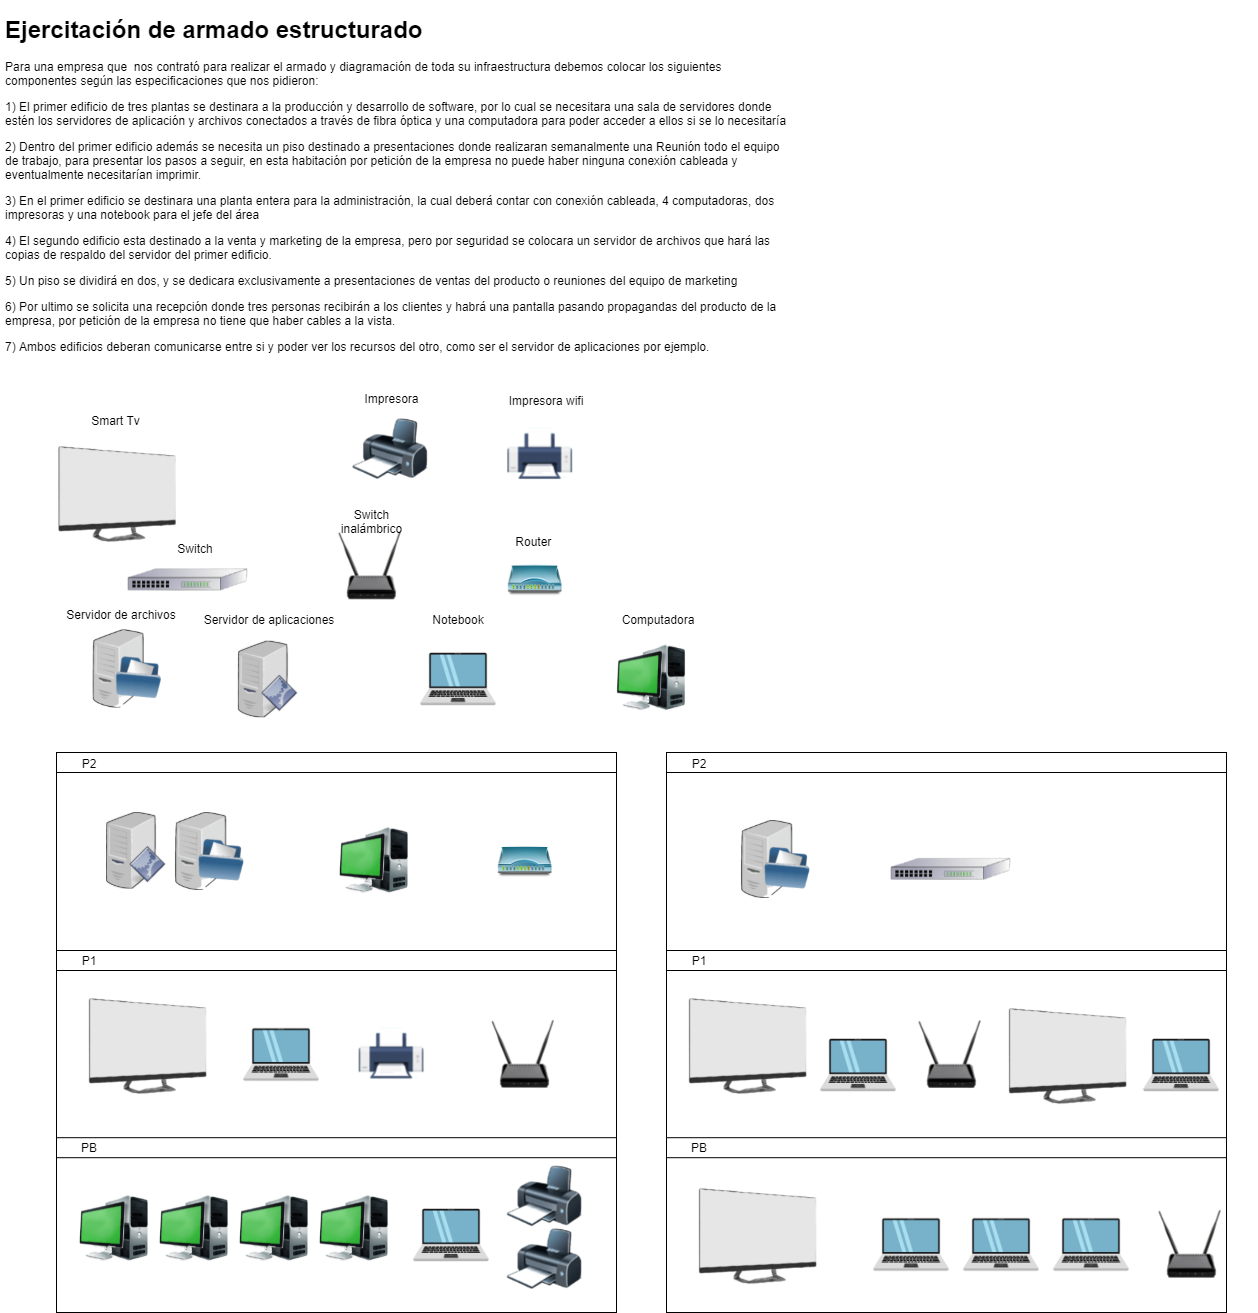 Ejercitación de armado estructurado
Para una empresa que  nos contrató para realizar el armado y diagramación de toda su infraestructura debemos colocar los siguientes
componentes según las especificaciones que nos pidieron:
1) El primer edificio de tres plantas se destinara a la producción y desarrollo de software, por lo cual se necesitara una sala de servidores donde
estén los servidores de aplicación y archivos conectados a través de fibra óptica y una computadora para poder acceder a ellos si se lo necesitaría
2) Dentro del primer edificio además se necesita un piso destinado a presentaciones donde realizaran semanalmente una Reunión todo el equipo
de trabajo, para presentar los pasos a seguir, en esta habitación por petición de la empresa no puede haber ninguna conexión cableada y
eventualmente necesitarían imprimir.
3) En el primer edificio se destinara una planta entera para la administración, la cual deberá contar con conexión cableada, 4 computadoras, dos
impresoras y una notebook para el jefe del área
4) El segundo edificio esta destinado a la venta y marketing de la empresa, pero por seguridad se colocara un servidor de archivos que hará las
copias de respaldo del servidor del primer edificio.
5) Un piso se dividirá en dos, y se dedicara exclusivamente a presentaciones de ventas del producto o reuniones del equipo de marketing
6) Por ultimo se solicita una recepción donde tres personas recibirán a los clientes y habrá una pantalla pasando propagandas del producto de la
empresa, por petición de la empresa no tiene que haber cables a la vista.
7) Ambos edificios deberan comunicarse entre si y poder ver los recursos del otro, como ser el servidor de aplicaciones por ejemplo.
Impresora
Impresora wifi
Smart Tv
Switch
inalámbrico
Router
Switch
Servidor de archivos
Servidor de aplicaciones
Notebook
Computadora
P2
P2
P1
P1
PB
PB